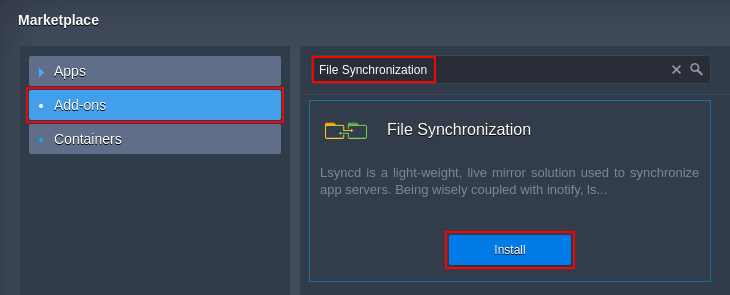 Marketplace
Apps
Add-ons
Containers
File Synchronization
File Synchronization
Lsyncd is a light-weight, live mirror solution used to synchronize
app servers. Being wisely coupled with inotify, ls...
Install